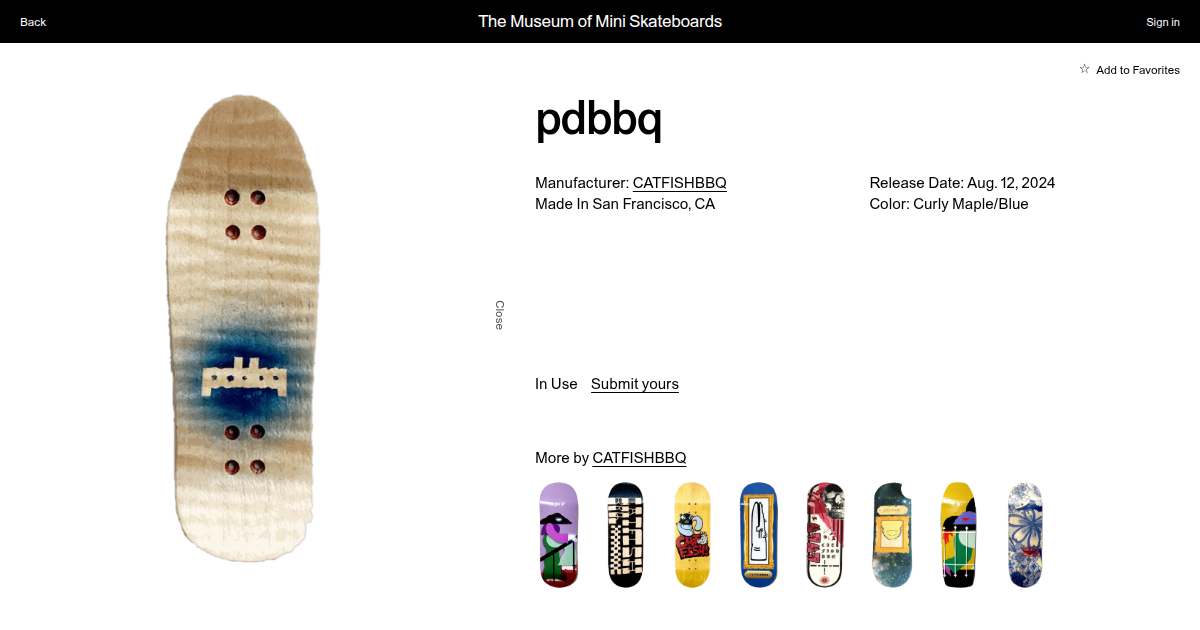 Back
The Museum of Mini Skateboards
Sign in
☆ Add to Favorites
pdbbq
Manufacturer: CATFISHBBQ
Made In San Francisco, CA
Release Date: Aug. 12, 2024
Color: Curly Maple/Blue
pdbbq
Close
In Use Submit yours
More by CATFISHBBQ